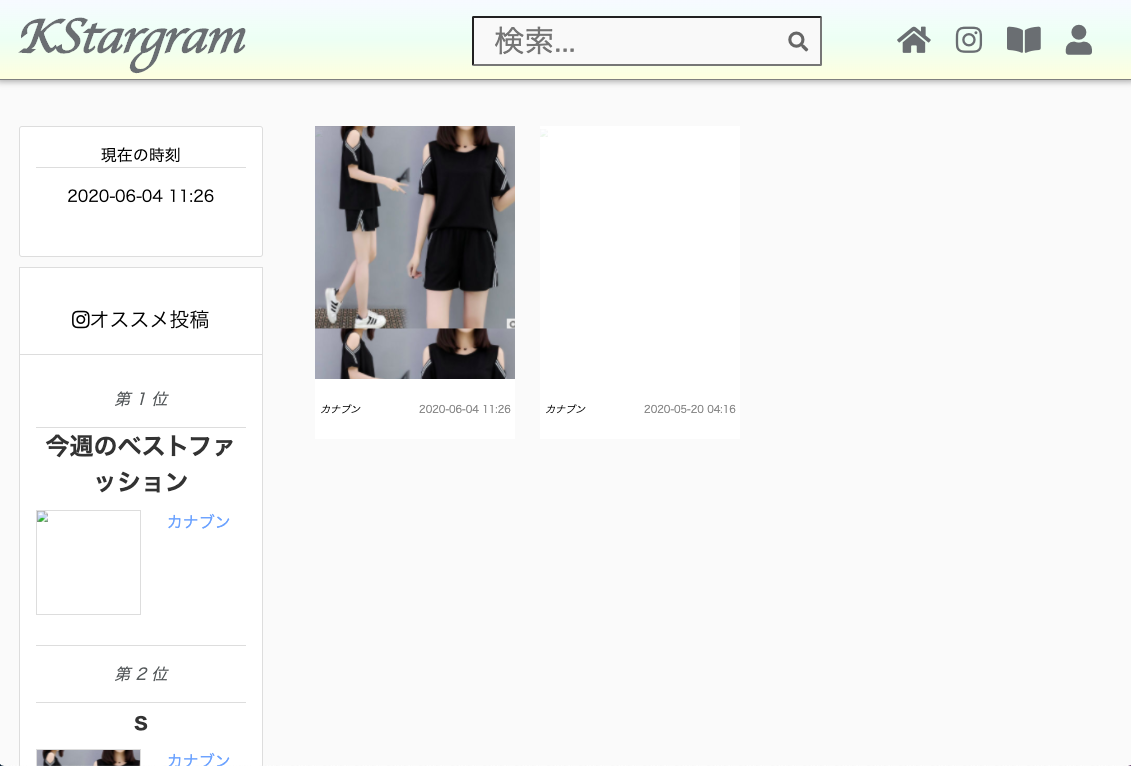 KStargram
検索...
現在の時刻
2020-06-04 11:26
オススメ投稿
第 1 位
今週のベストファ
ッション
カナブン
第 2 位
S
カナブン
カナブン 2020-06-04 11:26
カナブン 2020-05-20 04:16